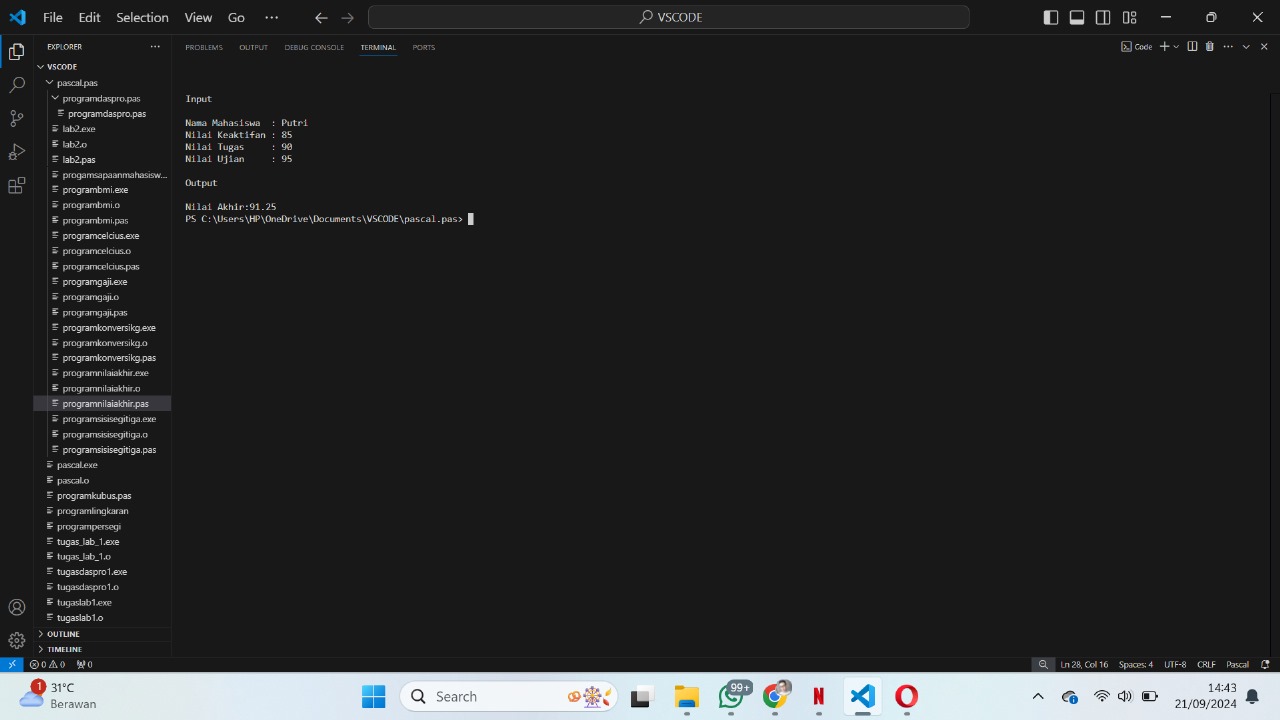 File Edit Selection View Go ··· VSCODE
EXPLORER ···
PROBLEMS OUTPUT DEBUG CONSOLE TERMINAL PORTS Code
VSCODE
pascal.pas
programdaspro.pas
programdaspro.pas
lab2.exe
lab2.o
lab2.pas
progamsapaanmahasisw...
programbmi.exe
programbmi.o
programbmi.pas
programcelcius.exe
programcelcius.o
programcelcius.pas
programgaji.exe
programgaji.o
programgaji.pas
programkonversikg.exe
programkonversikg.o
programkonversikg.pas
programnilaiakhir.exe
programnilaiakhir.o
programnilaiakhir.pas
programsisisegitiga.exe
programsisisegitiga.o
programsisisegitiga.pas
pascal.exe
pascal.o
programkubus.pas
programlingkaran
programpersegi
tugas_lab_1.exe
tugas_lab_1.o
tugasdaspro1.exe
tugasdaspro1.o
tugaslab1.exe
tugaslab1.o
OUTLINE
TIMELINE
Input
Nama Mahasiswa : Putri
Nilai Keaktifan : 85
Nilai Tugas : 90
Nilai Ujian : 95
Output
Nilai Akhir:91.25
PS C:\Users\HP\OneDrive\Documents\VSCODE\pascal.pas>
0 0 0 Ln 28, Col 16 Spaces: 4 UTF-8 CRLF Pascal
1 31°C
Berawan
Search
99+
N
14:43
21/09/2024